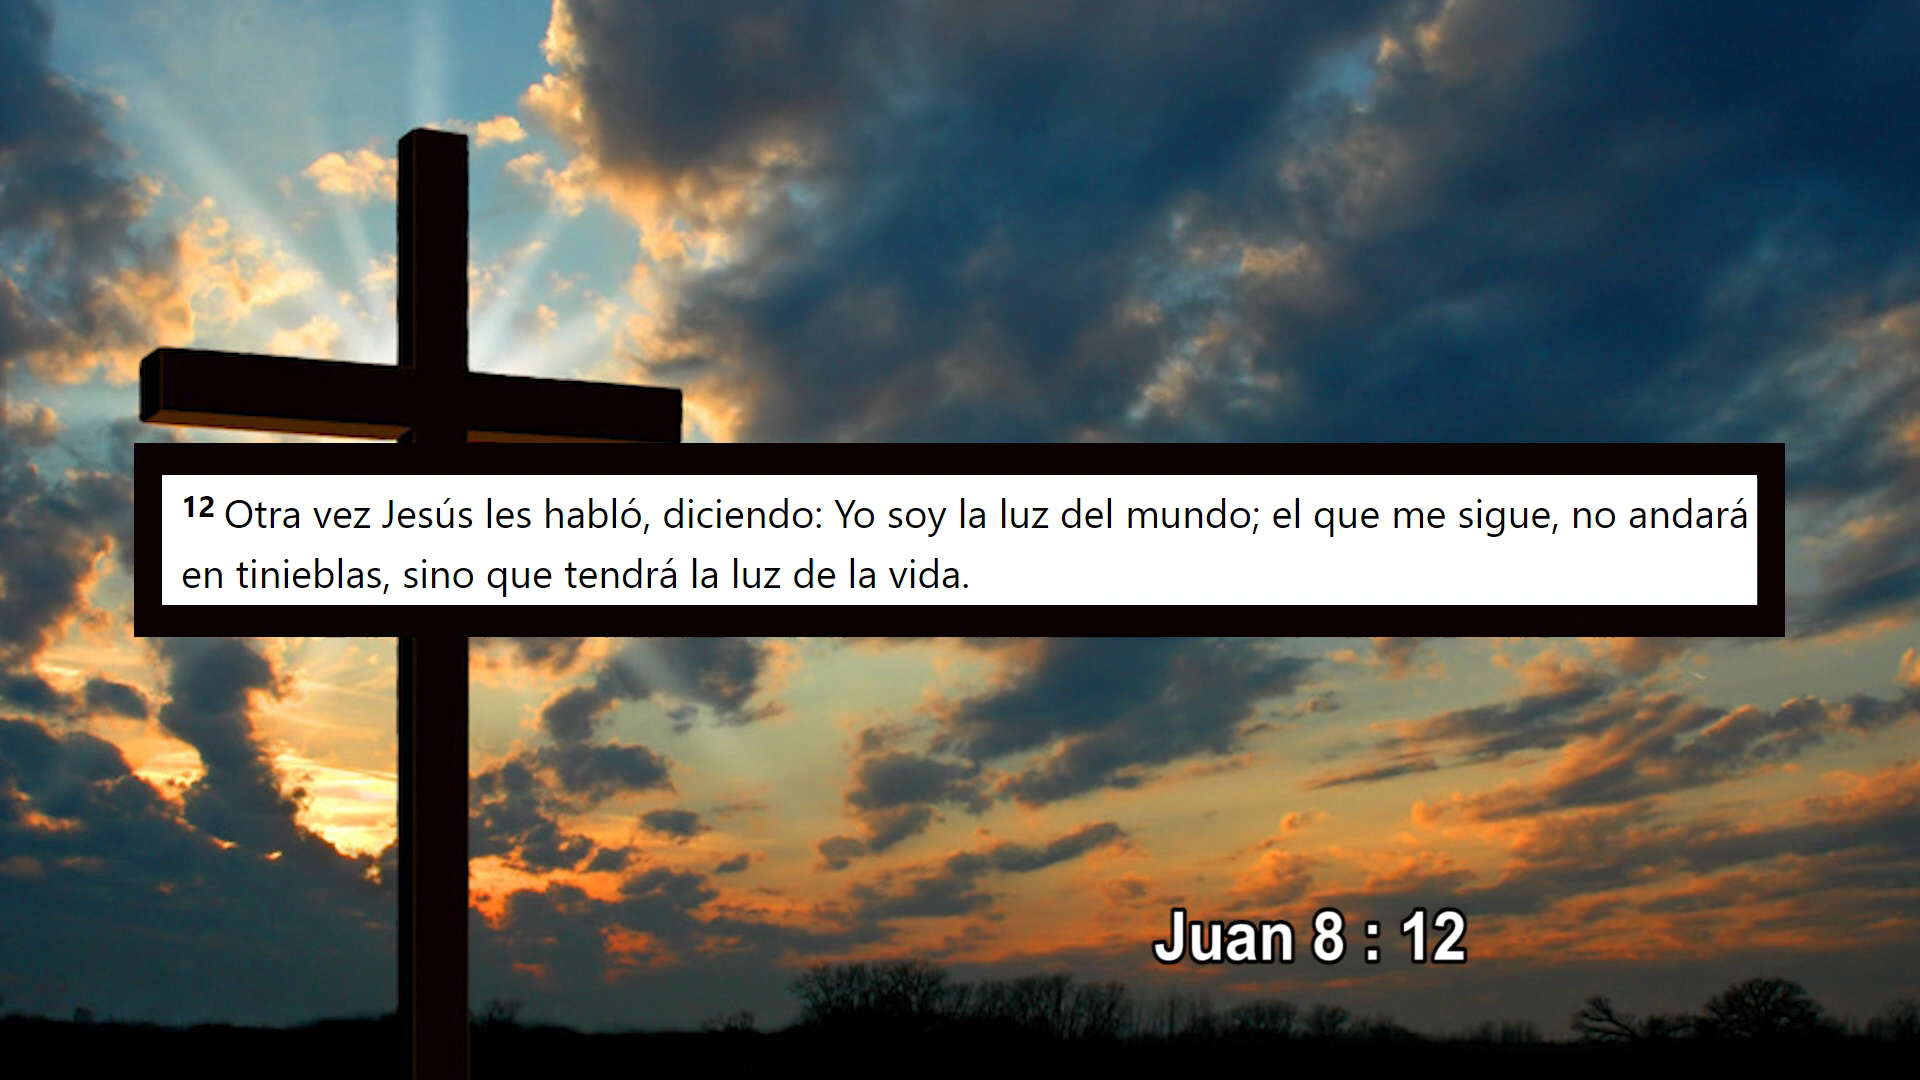 12 Otra vez Jesús les habló, diciendo: Yo soy la luz del mundo; el que me sigue, no andará
en tinieblas, sino que tendrá la luz de la vida.
Juan 8 : 12